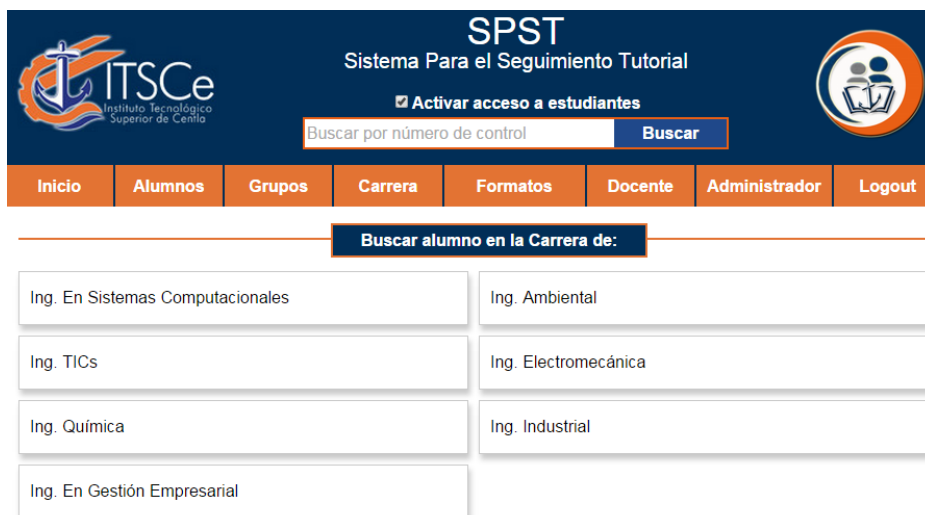 SPST
Sistema Para el Seguimiento Tutorial
ITSCe
Instituto Tecnológico
Superior de Centla
Activar acceso a estudiantes
Buscar por número de control
Buscar
Inicio Alumnos Grupos Carrera Formatos Docente Administrador Logout
Buscar alumno en la Carrera de:
Ing. En Sistemas Computacionales
Ing. Ambiental
Ing. TICs
Ing. Electromecánica
Ing. Química
Ing. Industrial
Ing. En Gestión Empresarial